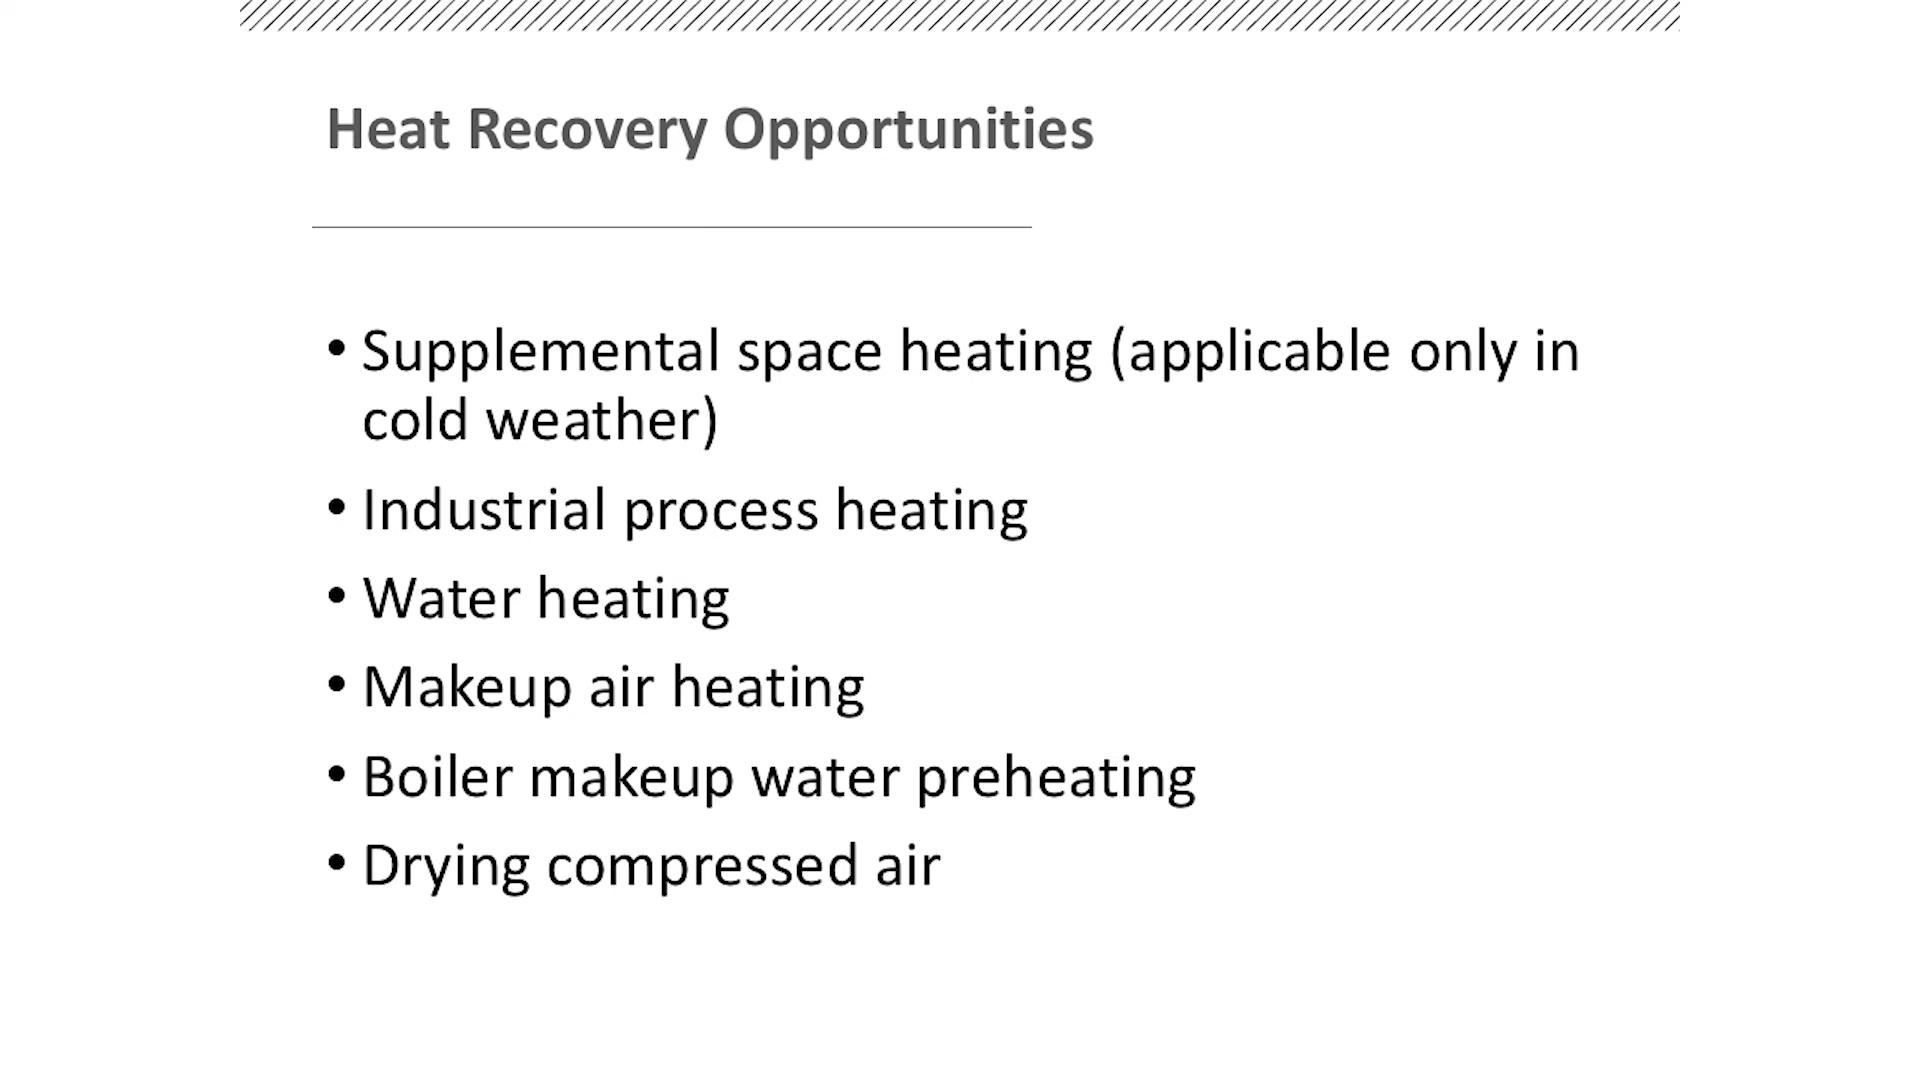 Heat Recovery Opportunities
• Supplemental space heating (applicable only in
cold weather)
• Industrial process heating
• Water heating
• Makeup air heating
• Boiler makeup water preheating
• Drying compressed air